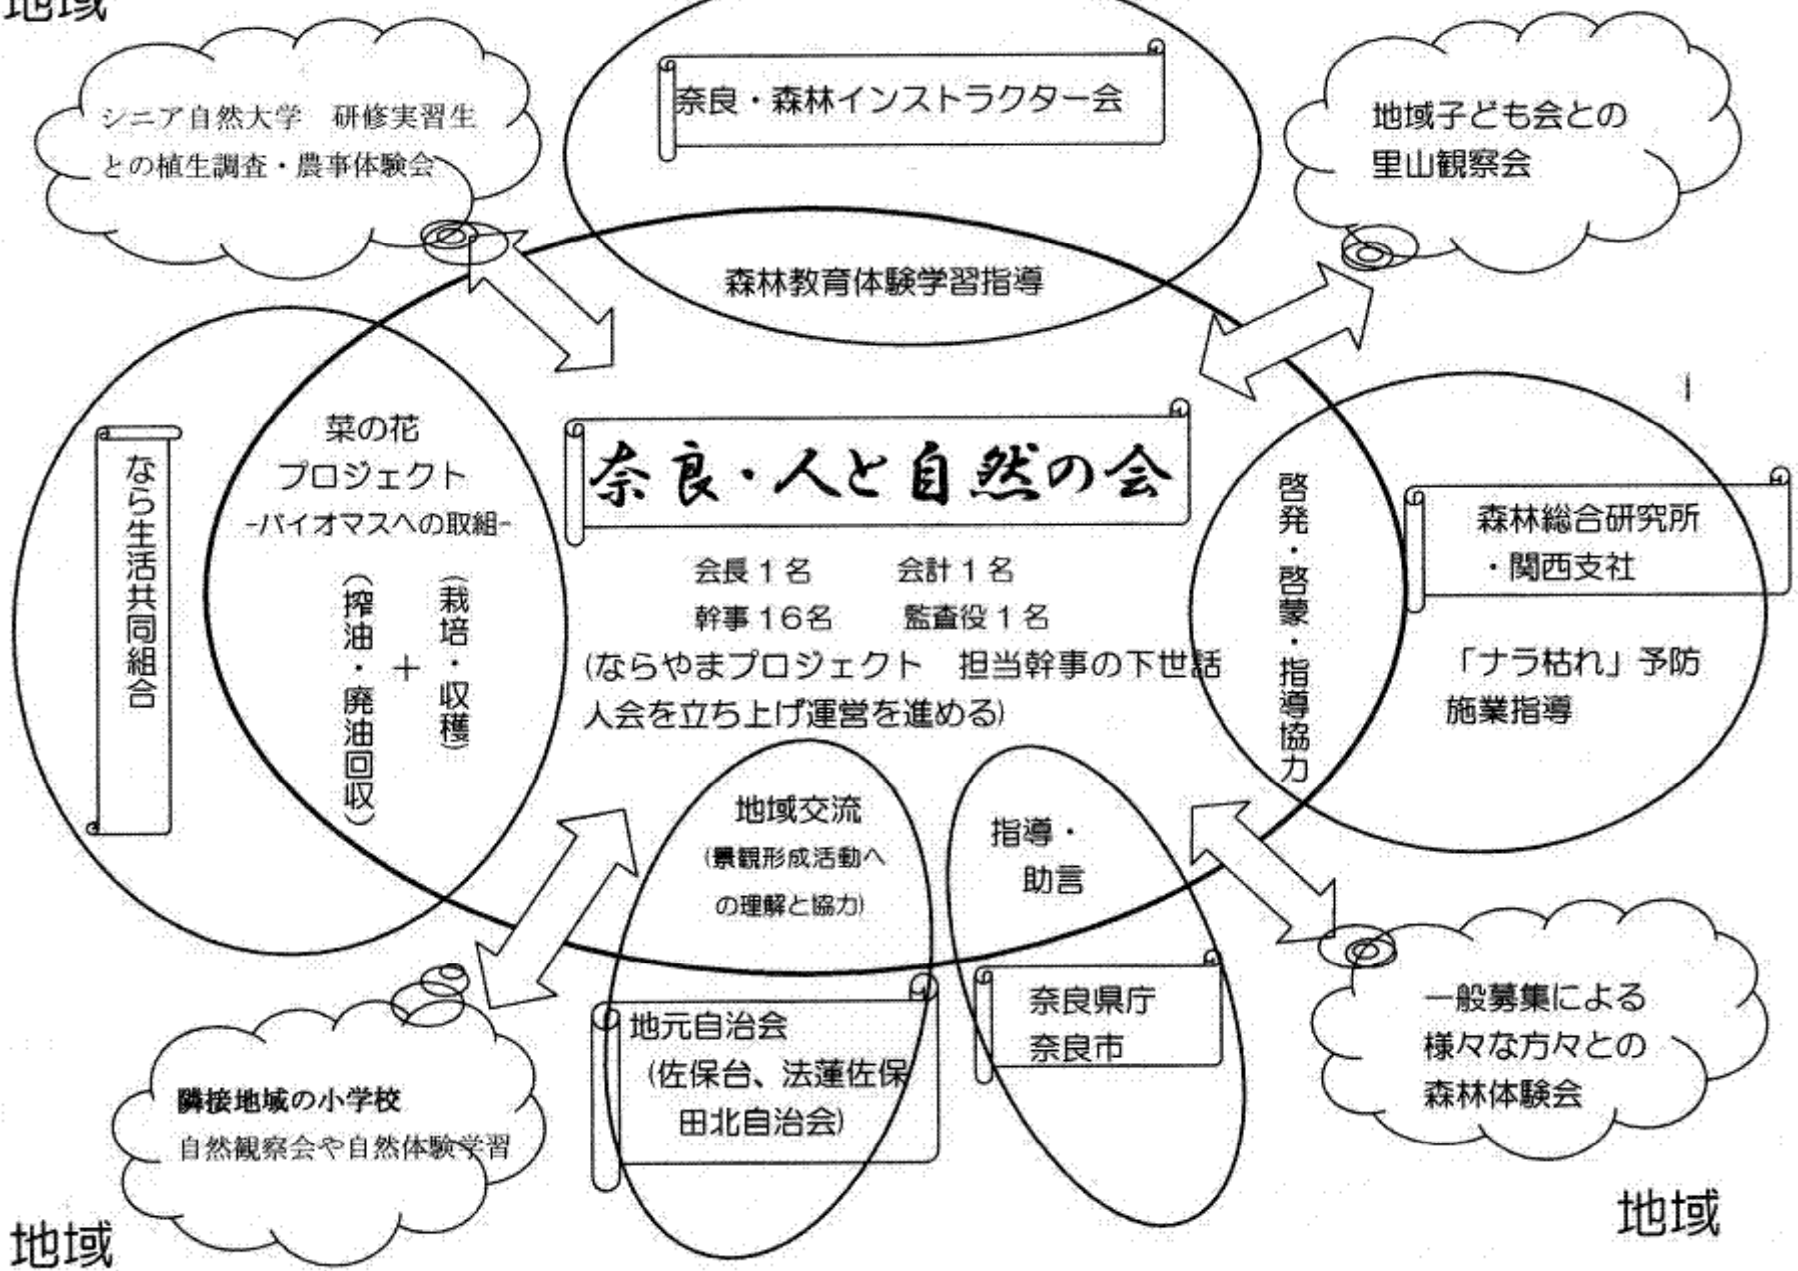 地域
シニア自然大学　研修実習生
との植生調査・農事体験会
奈良・森林インストラクター会
地域子ども会との
里山観察会
森林教育体験学習指導
なら生活共同組合
菜の花
プロジェクト
-バイオマスへの取組-
(栽培・収穫)
＋
(搾油・廃油回収)
奈良・人と自然の会
会長１名　会計１名
幹事１６名　監査役１名
(ならやまプロジェクト　担当幹事の下世話
人会を立ち上げ運営を進める)
啓発・啓蒙・指導協力
森林総合研究所
・関西支社
「ナラ枯れ」予防
施業指導
地域交流
(景観形成活動へ
の理解と協力)
指導・
助言
地元自治会
(佐保台、法蓮佐保
田北自治会)
奈良県庁
奈良市
隣接地域の小学校
自然観察会や自然体験学習
一般募集による
様々な方々との
森林体験会
地域
地域